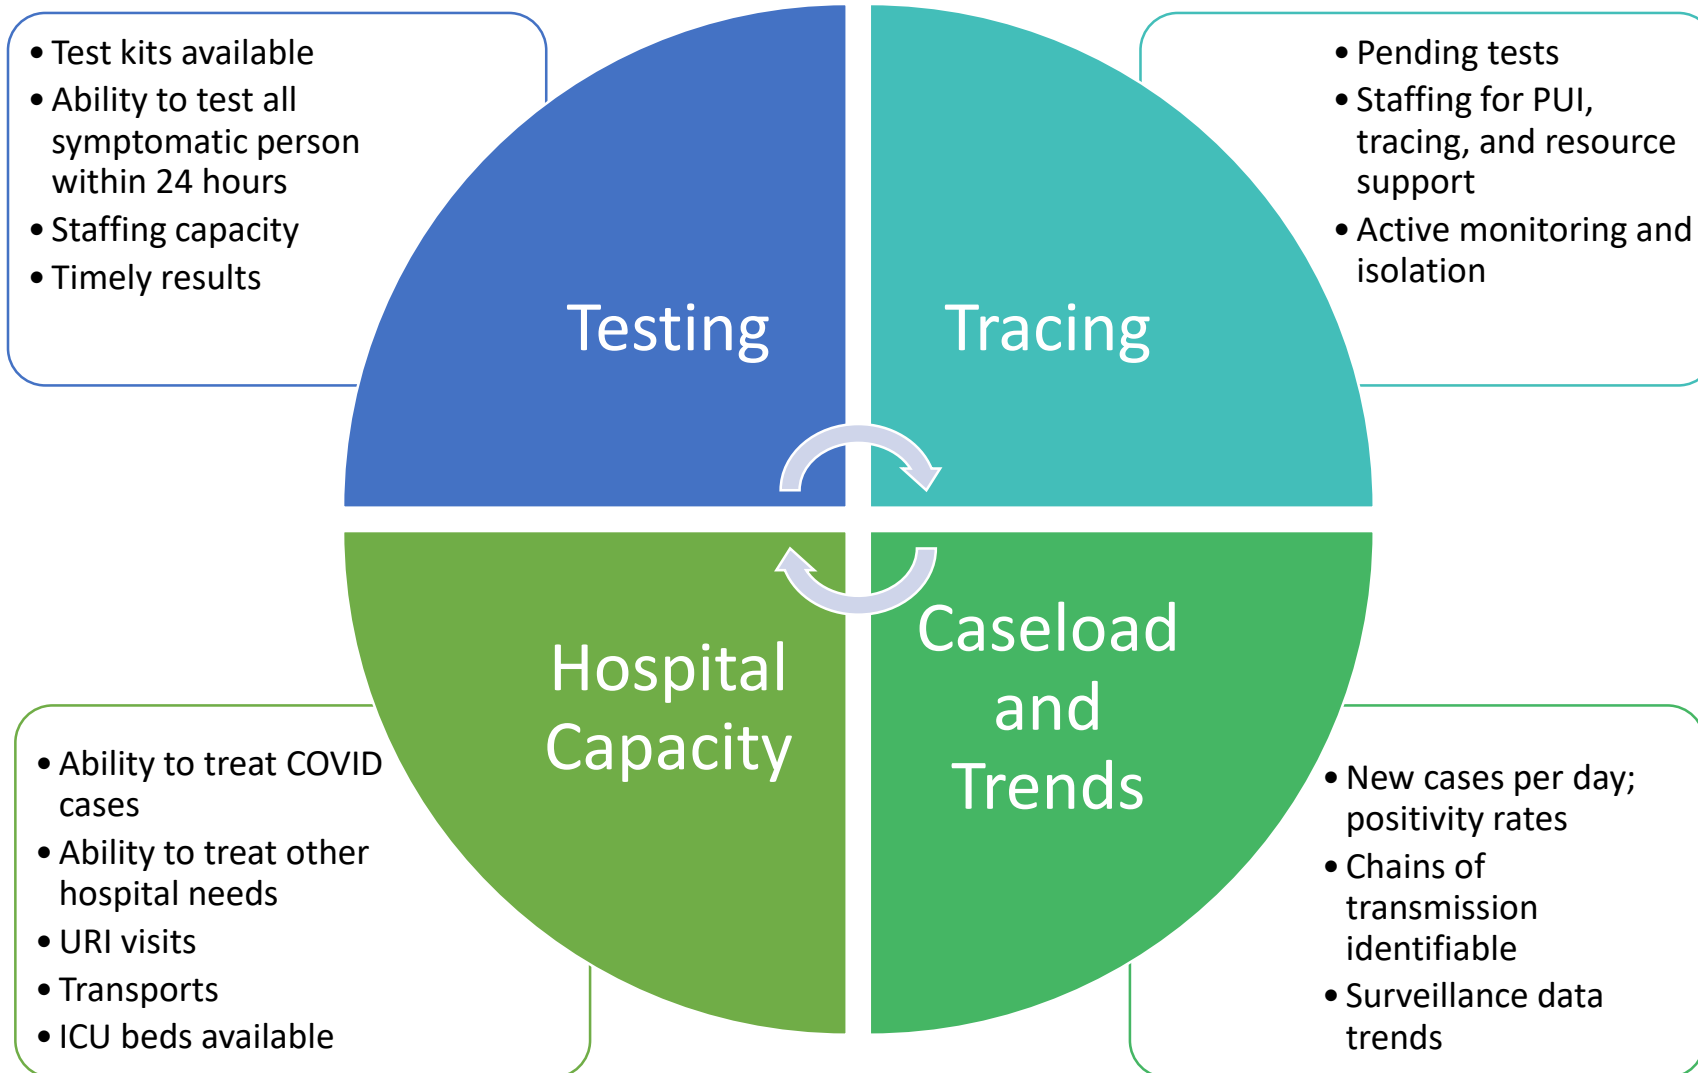 • Test kits available
• Ability to test all
symptomatic person
within 24 hours
• Staffing capacity
• Timely results
Testing
Tracing
• Pending tests
• Staffing for PUI,
tracing, and resource
support
• Active monitoring and
isolation
Hospital
Capacity
• Ability to treat COVID
cases
• Ability to treat other
hospital needs
• URI visits
• Transports
• ICU beds available
Caseload
and
Trends
• New cases per day;
positivity rates
• Chains of
transmission
identifiable
• Surveillance data
trends